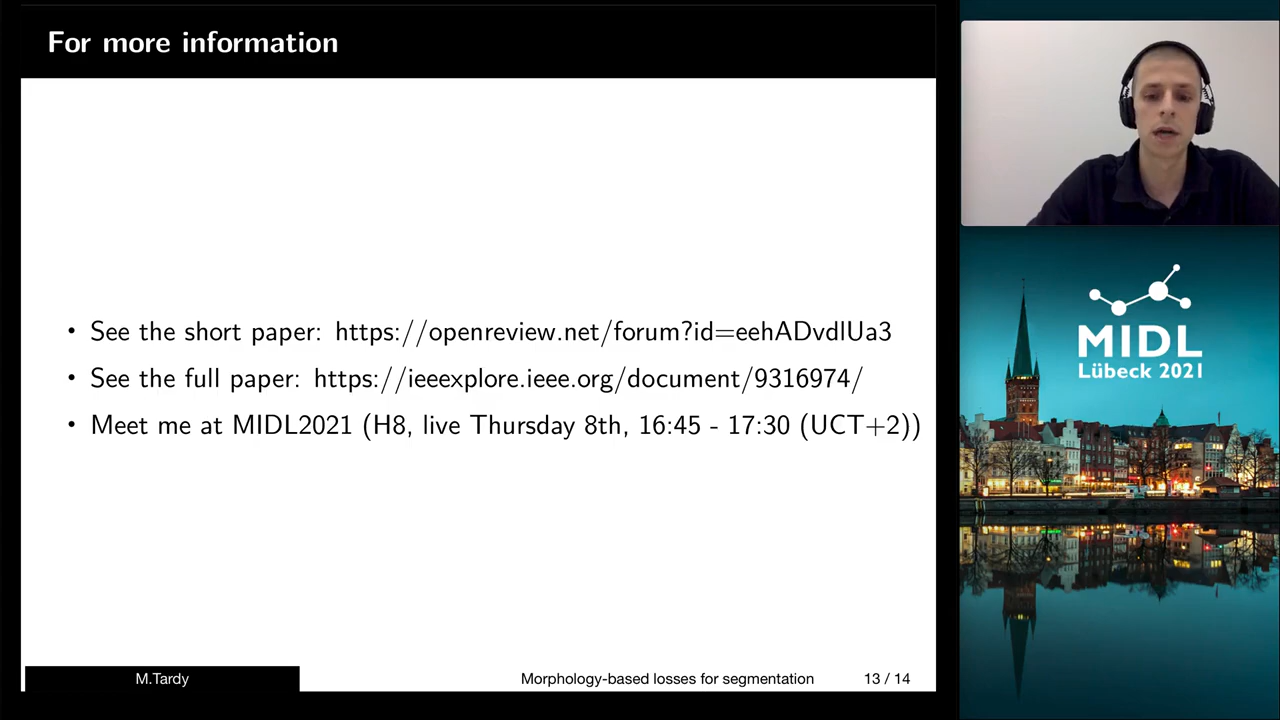 For more information
• See the short paper: https://openreview.net/forum?id=eehADvdlUa3
• See the full paper: https://ieeexplore.ieee.org/document/9316974/
• Meet me at MIDL2021 (H8, live Thursday 8th, 16:45 - 17:30 (UCT+2))
M.Tardy
Morphology-based losses for segmentation
13 / 14
MIDL
Lübeck 2021